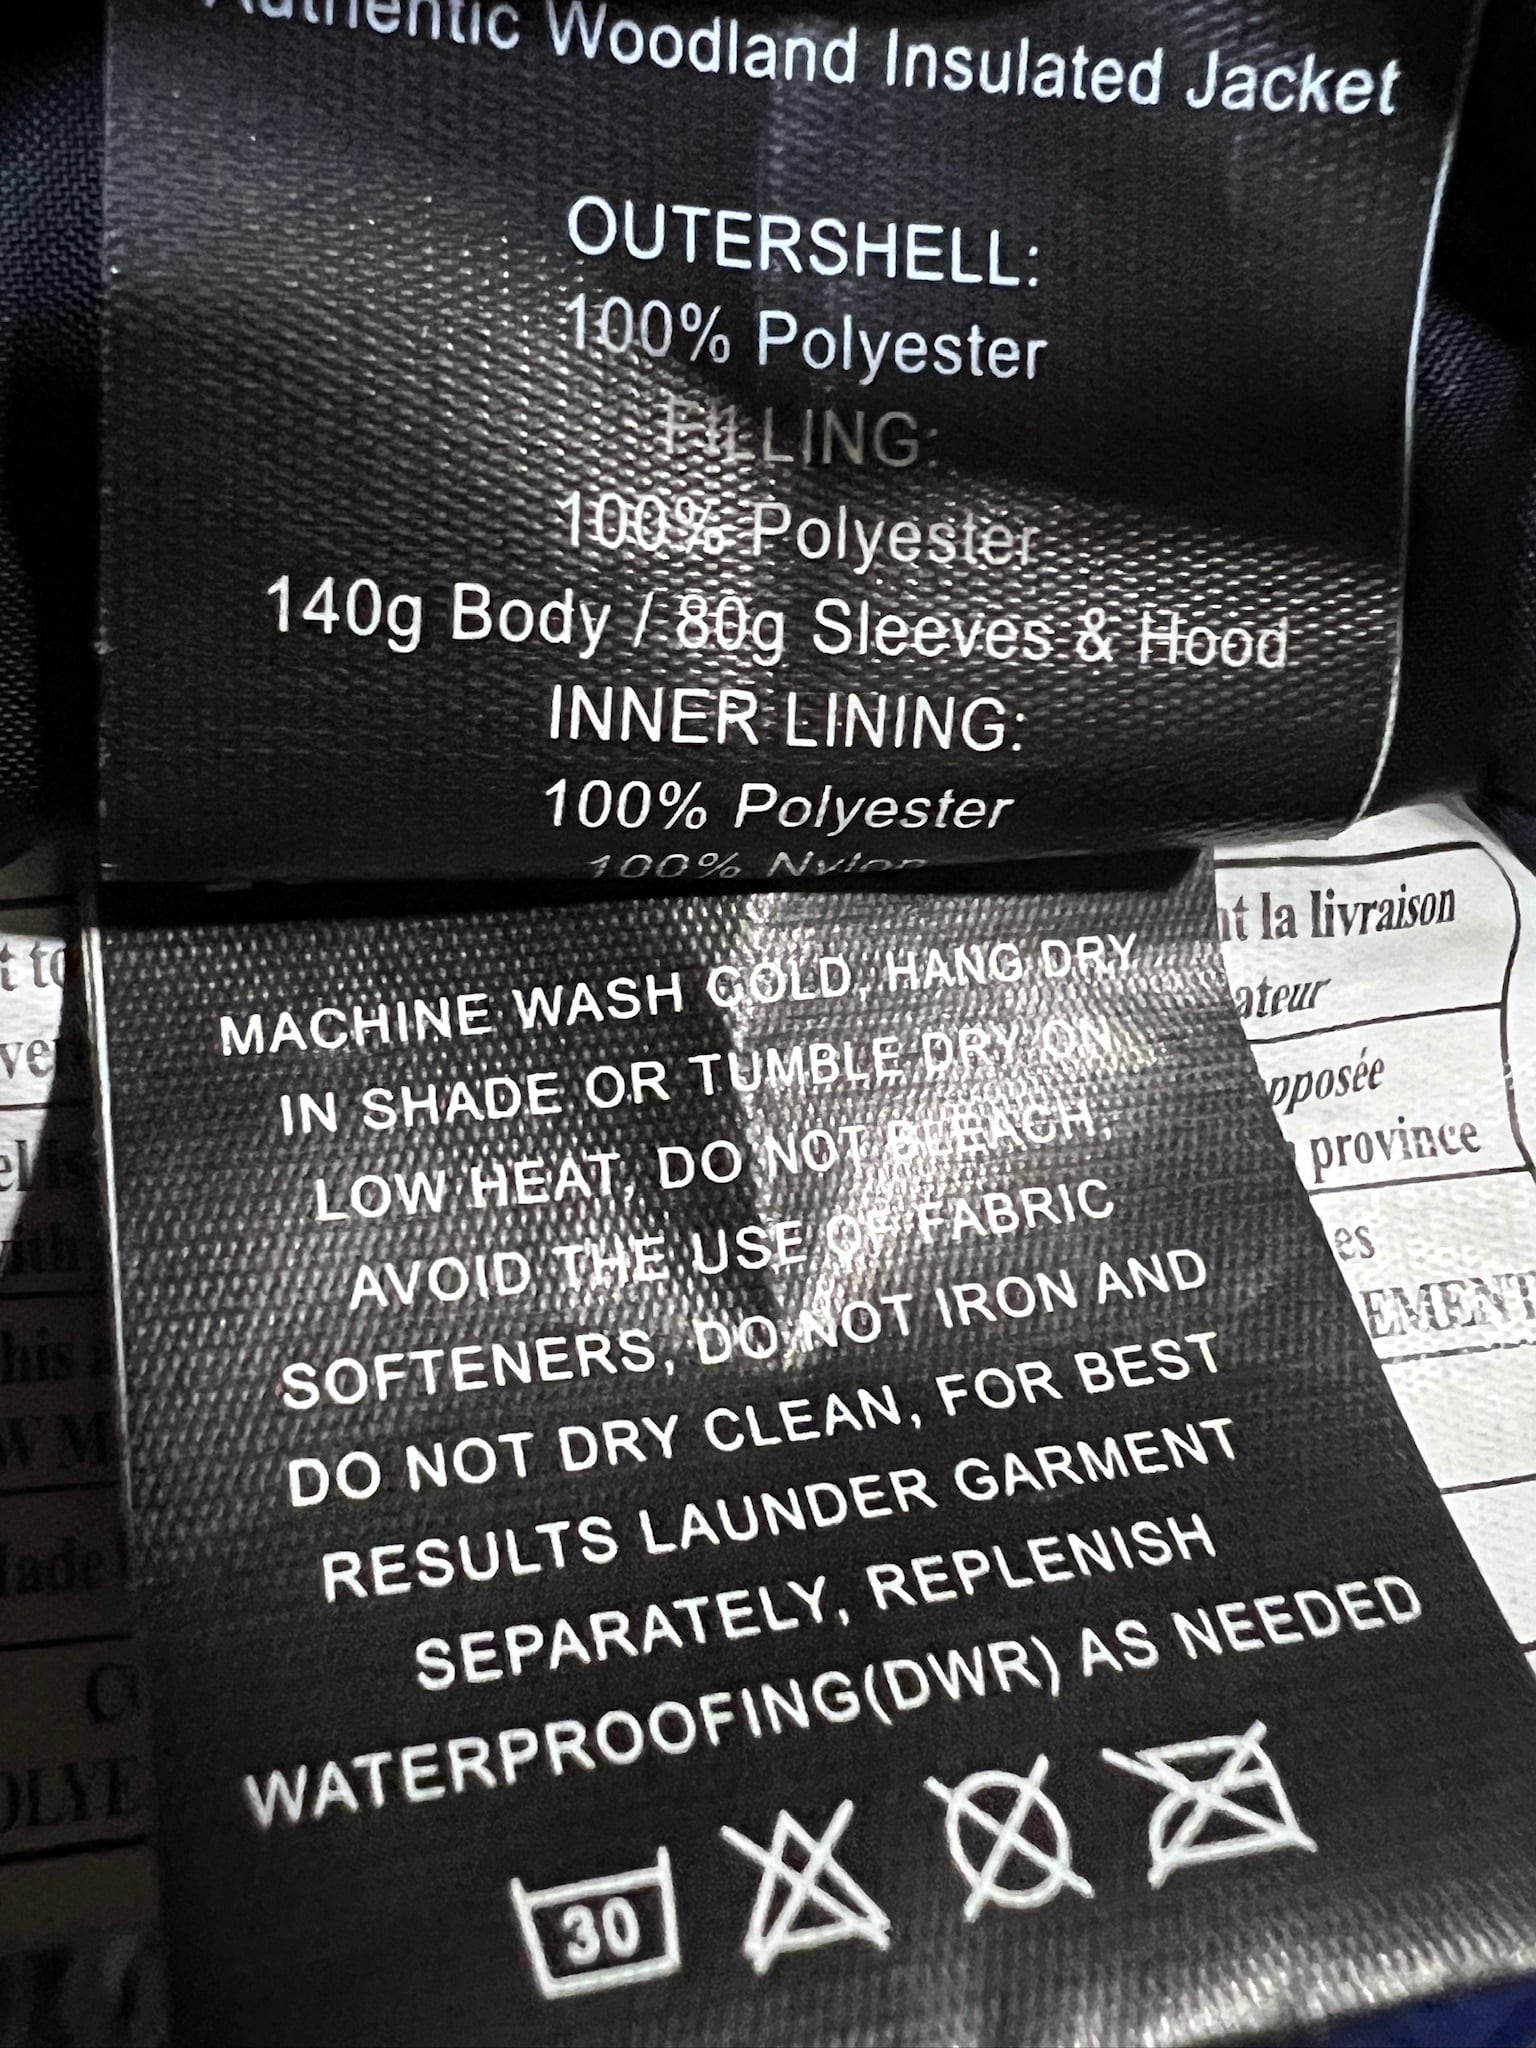 Authentic Woodland Insulated Jacket
OUTERSHELL:
100% Polyester
FILLING:
100% Polyester
140g Body / 80g Sleeves & Hood
INNER LINING:
100% Polyester
100% Nylon
MACHINE WASH COLD, HANG DRY
IN SHADE OR TUMBLE DRY ON
LOW HEAT, DO NOT BLEACH,
AVOID THE USE OF FABRIC
SOFTENERS, DO NOT IRON AND
DO NOT DRY CLEAN, FOR BEST
RESULTS LAUNDER GARMENT
SEPARATELY, REPLENISH
WATERPROOFING(DWR) AS NEEDED
30
la livraison
province